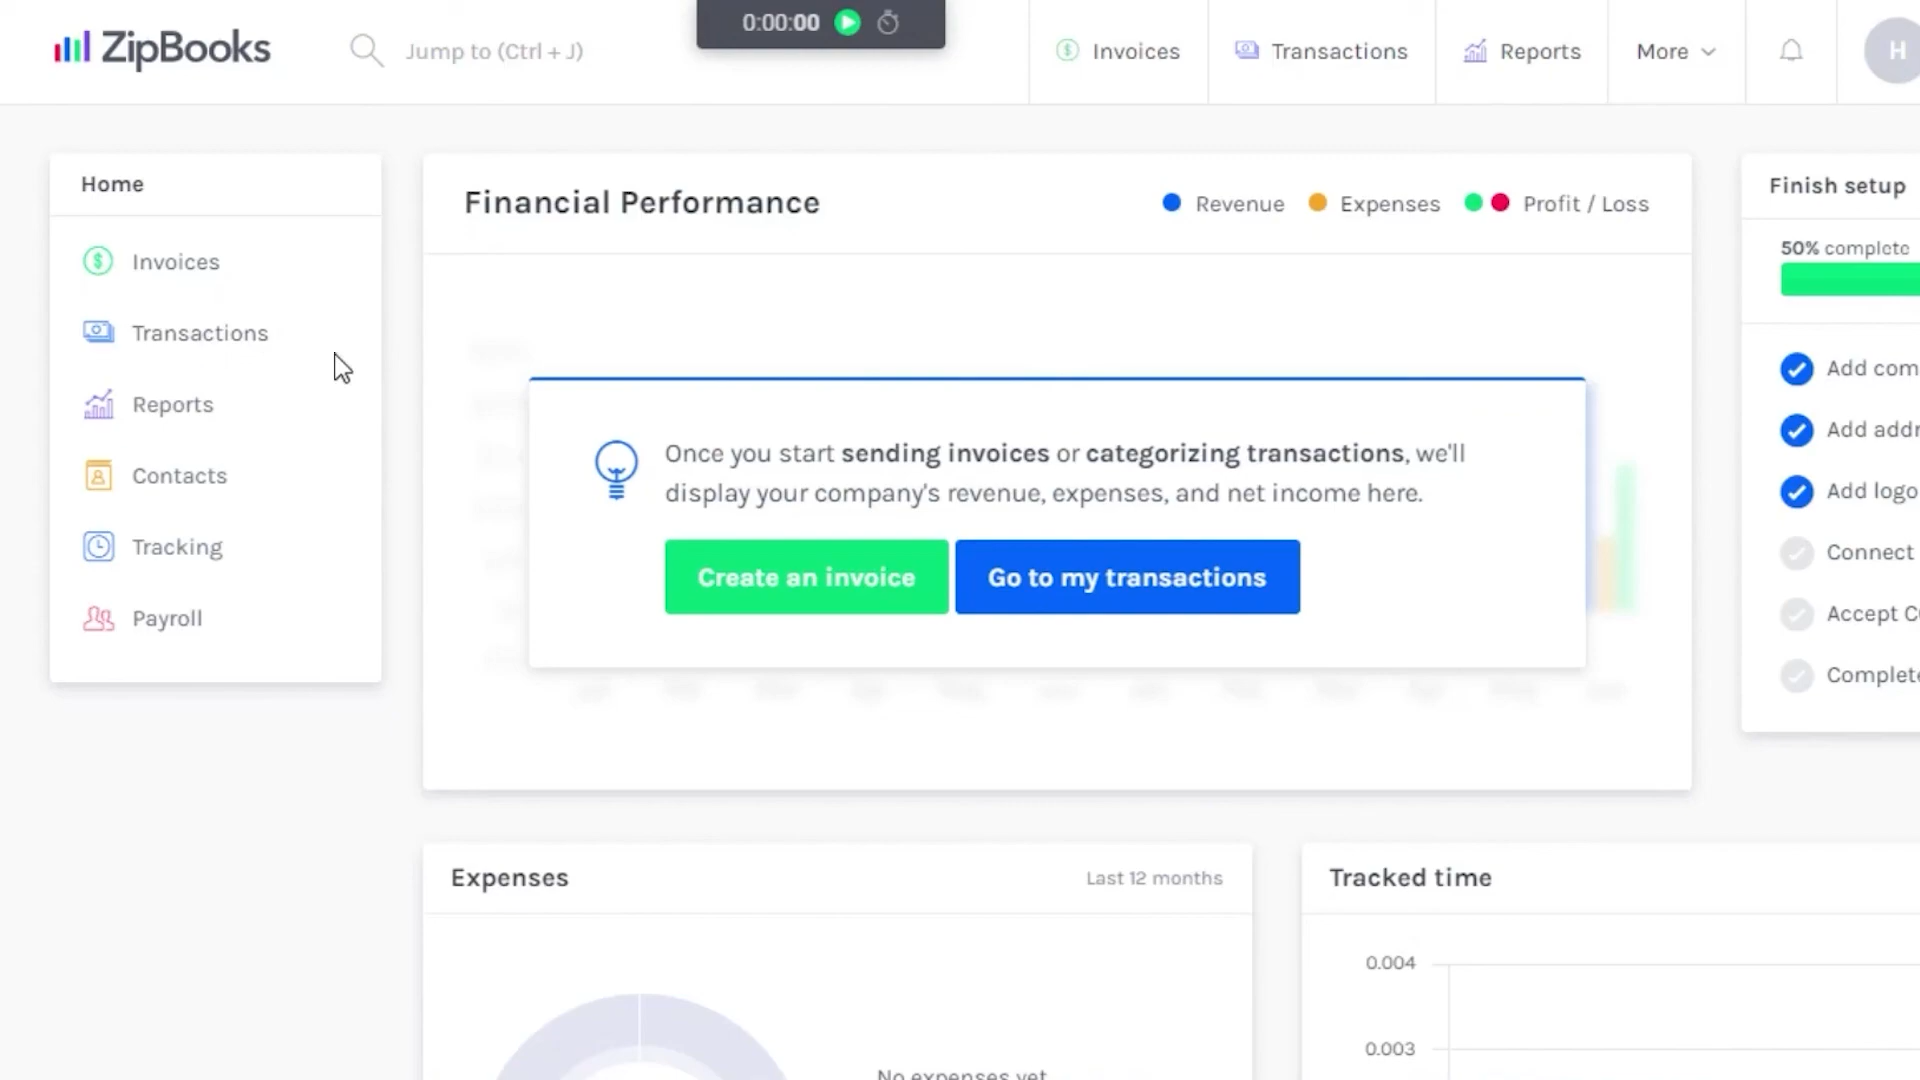 ZipBooks
Jump to (Ctrl + J)
0:00:00
Invoices
Transactions
Reports
More
H
Home
Invoices
Transactions
Reports
Contacts
Tracking
Payroll
Financial Performance
Revenue
Expenses
Profit / Loss
Once you start sending invoices or categorizing transactions, we'll
display your company's revenue, expenses, and net income here.
Create an invoice
Go to my transactions
Finish setup
50% complete
Add com
Add addr
Add logo
Connect
Accept C
Complete
Expenses
Last 12 months
No expenses yet
Tracked time
0.004
0.003